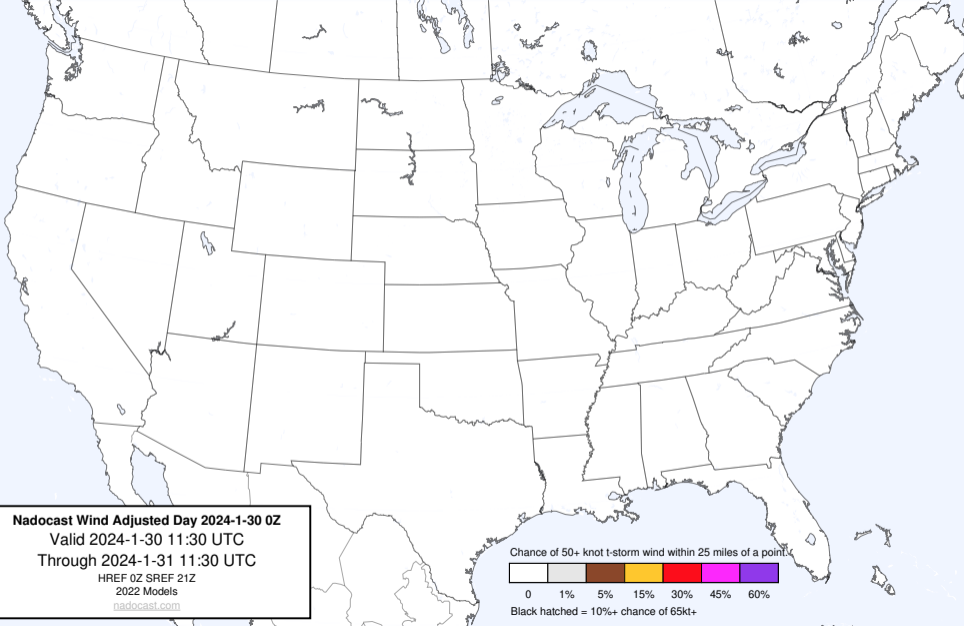 Nadocast Wind Adjusted Day 2024-1-30 0Z
Valid 2024-1-30 11:30 UTC
Through 2024-1-31 11:30 UTC
HREF 0Z SREF 21Z
2022 Models
nadocast.com
Chance of 50+ knot t-storm wind within 25 miles of a point.
0 1% 5% 15% 30% 45% 60%
Black hatched = 10%+ chance of 65kt+